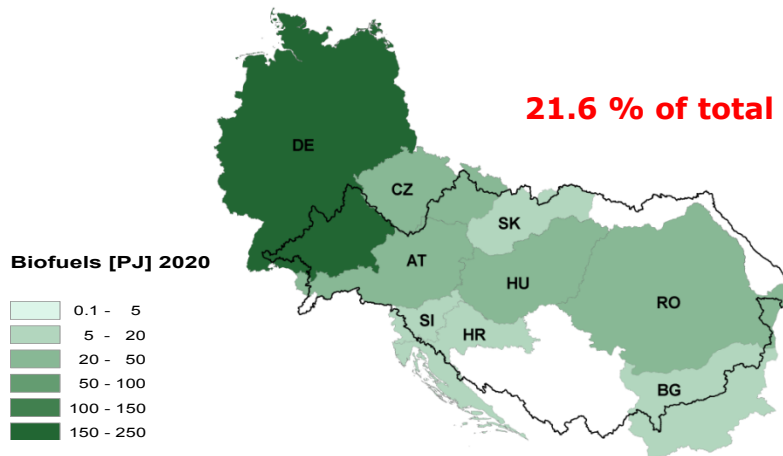 21.6 % of total
DE
CZ
SK
AT
HU
RO
SI
HR
BG
Biofuels [PJ] 2020
0.1 - 5
5 - 20
20 - 50
50 - 100
100 - 150
150 - 250